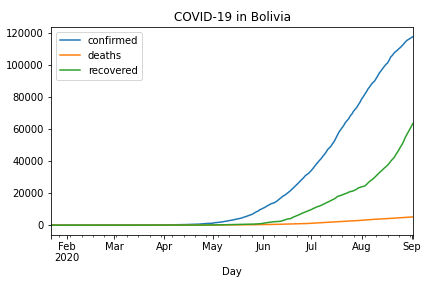 COVID-19 in Bolivia
confirmed
deaths
recovered
120000
100000
80000
60000
40000
20000
0
Feb Mar Apr May Jun Jul Aug Sep
2020
Day